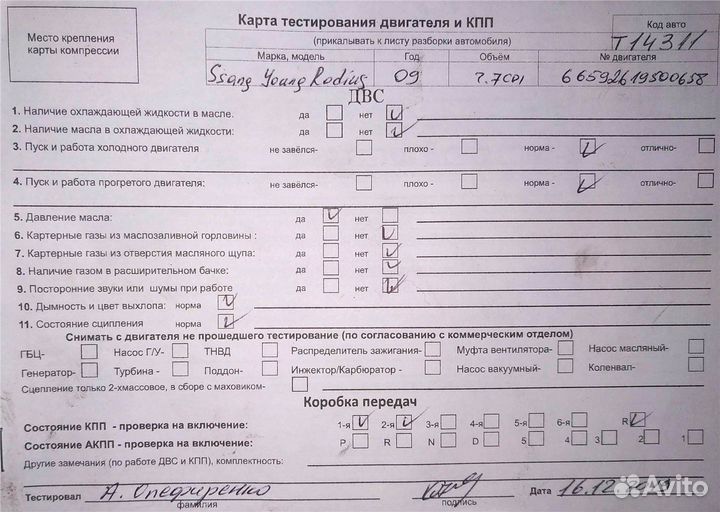 Место крепления карты компрессии
Карта тестирования двигателя и КПП
(прикалывать к листу разборки автомобиля)
Код авто
T14311
Марка, модель Год Объём № двигателя
Ssang Young Rodius 09 2.7CDI 66592619500658
ДВС
1. Наличие охлаждающей жидкости в масле. да нет
2. Наличие масла в охлаждающей жидкости: да нет
3. Пуск и работа холодного двигателя не завёлся- плохо - норма - отлично-
4. Пуск и работа прогретого двигателя: не завёлся- плохо - норма - отлично-
5. Давление масла: да нет
6. Картерные газы из маслозаливной горловины : да нет
7. Картерные газы из отверстия масляного щупа: да нет
8. Наличие газом в расширительном бачке: да нет
9. Посторонние звуки или шумы при работе да нет
10. Дымность и цвет выхлопа: норма
11. Состояние сципления норма
Снимать с двигателя не прошедшего тестирование (по согласованию с коммерческим отделом)
ГБЦ- Насос Г/У- ТНВД Распределитель зажигания- Муфта вентилятора- Насос масляный-
Генератор- Турбина - Поддон- Инжектор/Карбюратор - Насос вакуумный- Коленвал-
Сцепление только 2-хмассовое, в сборе с маховиком-
Коробка передач
Состояние КПП - проверка на включение: 1-я 2-я 3-я 4-я 5-я 6-я R
Состояние АКПП - проверка на включение: P R N D 5 4 3 2 1
Другие замечания (по работе ДВС и КПП), комплектность:
Тестировал А. Опефиренко Дата 16.12
фамилия подпись
Avito